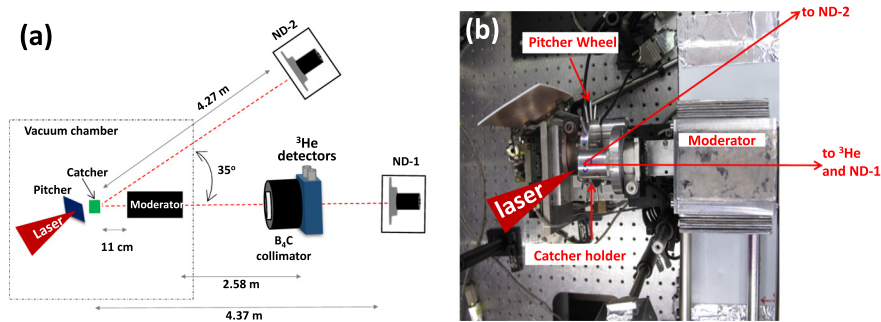 (a)
ND-2
4.27 m
Vacuum chamber
Catcher
Pitcher
Laser
Moderator
11 cm
35°
³He
detectors
ND-1
B₄C
collimator
2.58 m
4.37 m
(b)
to ND-2
Pitcher Wheel
Moderator
to ³He
and ND-1
laser
Catcher holder